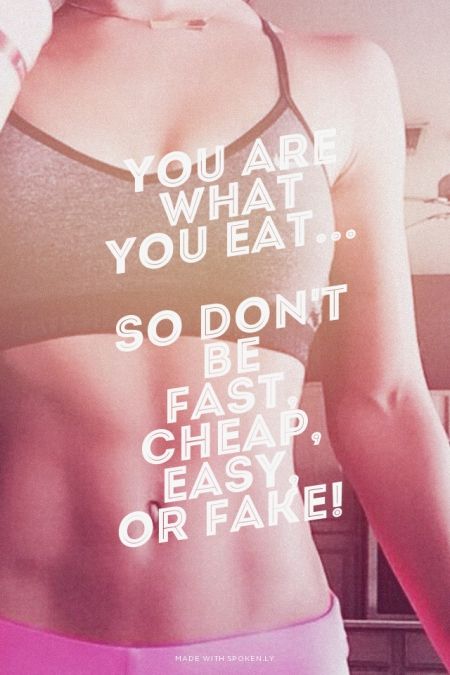 YOU ARE
WHAT
YOU EAT...
SO DON'T
BE
FAST,
CHEAP,
EASY,
OR FAKE!
MADE WITH SPOKEN.LY